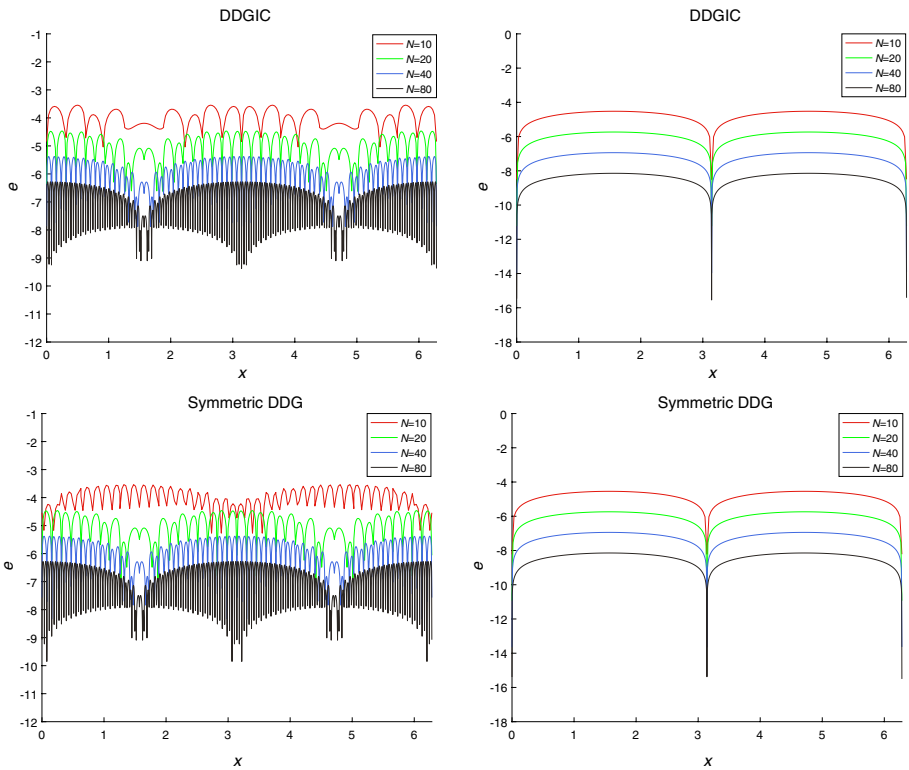 DDGIC
-1
-2
-3
-4
-5
-6
-7
-8
-9
-10
-11
-12
e
0
1
2
3
4
5
6
x
N=10
N=20
N=40
N=80
DDGIC
0
-2
-4
-6
-8
-10
-12
-14
-16
-18
e
0
1
2
3
4
5
6
x
N=10
N=20
N=40
N=80
Symmetric DDG
-1
-2
-3
-4
-5
-6
-7
-8
-9
-10
-11
-12
e
0
1
2
3
4
5
6
x
N=10
N=20
N=40
N=80
Symmetric DDG
0
-2
-4
-6
-8
-10
-12
-14
-16
-18
e
0
1
2
3
4
5
6
x
N=10
N=20
N=40
N=80